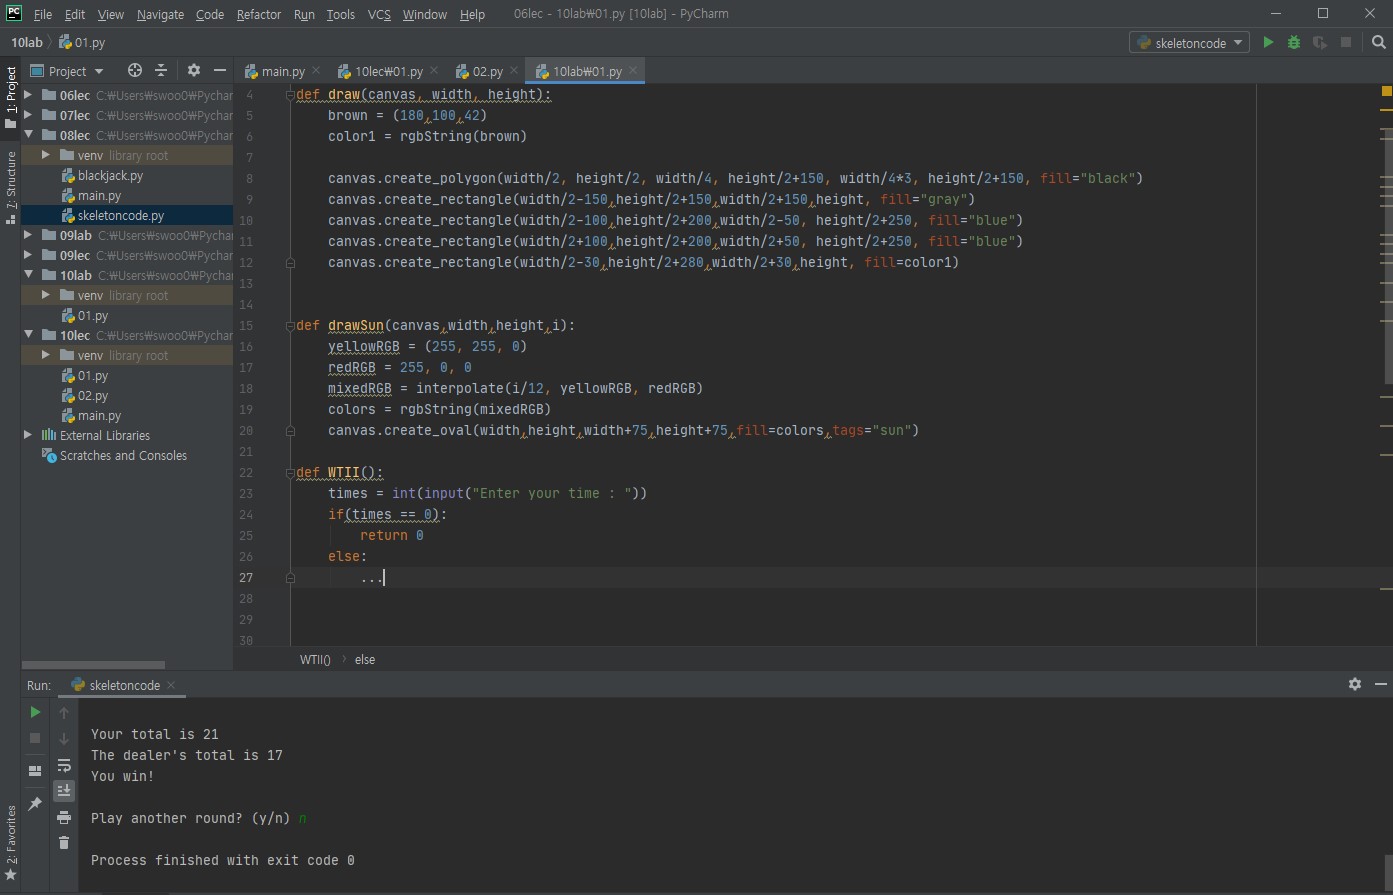 PC File Edit View Navigate Code Refactor Run Tools VCS Window Help 06lec - 10lab₩01.py [10lab] - PyCharm
10lab 01.py skeletoncode
Project main.py 10lec₩01.py 02.py 10lab₩01.py
1: Project
7: Structure
2: Favorites
06lec C:₩Users₩swoo0₩Pychar
07lec C:₩Users₩swoo0₩Pychar
08lec C:₩Users₩swoo0₩Pychar
venv library root
blackjack.py
main.py
skeletoncode.py
09lab C:₩Users₩swoo0₩Pychar
09lec C:₩Users₩swoo0₩Pychar
10lab C:₩Users₩swoo0₩Pychar
venv library root
01.py
10lec C:₩Users₩swoo0₩Pychar
venv library root
01.py
02.py
main.py
External Libraries
Scratches and Consoles
4 def draw(canvas, width, height):
5 brown = (180,100,42)
6 color1 = rgbString(brown)
7
8 canvas.create_polygon(width/2, height/2, width/4, height/2+150, width/4*3, height/2+150, fill="black")
9 canvas.create_rectangle(width/2-150,height/2+150,width/2+150,height, fill="gray")
10 canvas.create_rectangle(width/2-100,height/2+200,width/2-50, height/2+250, fill="blue")
11 canvas.create_rectangle(width/2+100,height/2+200,width/2+50, height/2+250, fill="blue")
12 canvas.create_rectangle(width/2-30,height/2+280,width/2+30,height, fill=color1)
13
14
15 def drawSun(canvas,width,height,i):
16 yellowRGB = (255, 255, 0)
17 redRGB = 255, 0, 0
18 mixedRGB = interpolate(i/12, yellowRGB, redRGB)
19 colors = rgbString(mixedRGB)
20 canvas.create_oval(width,height,width+75,height+75,fill=colors,tags="sun")
21
22 def WTII():
23 times = int(input("Enter your time : "))
24 if(times == 0):
25 return 0
26 else:
27 ...
28
29
30
WTII() else
Run: skeletoncode
Your total is 21
The dealer's total is 17
You win!
Play another round? (y/n) n
Process finished with exit code 0